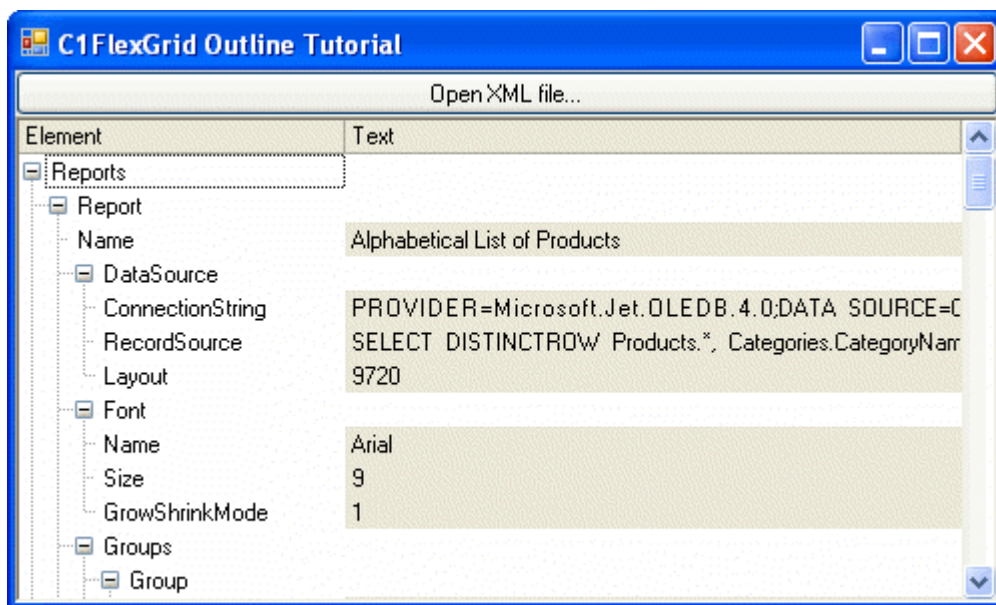 C1FlexGrid Outline Tutorial
Open XML file...
Element Text
Reports
Report
Name Alphabetical List of Products
DataSource
ConnectionString PROVIDER=Microsoft.Jet.OLEDB.4.0;DATA SOURCE=C
RecordSource SELECT DISTINCTROW Products.*, Categories.CategoryNam
Layout 9720
Font
Name Arial
Size 9
GrowShrinkMode 1
Groups
Group